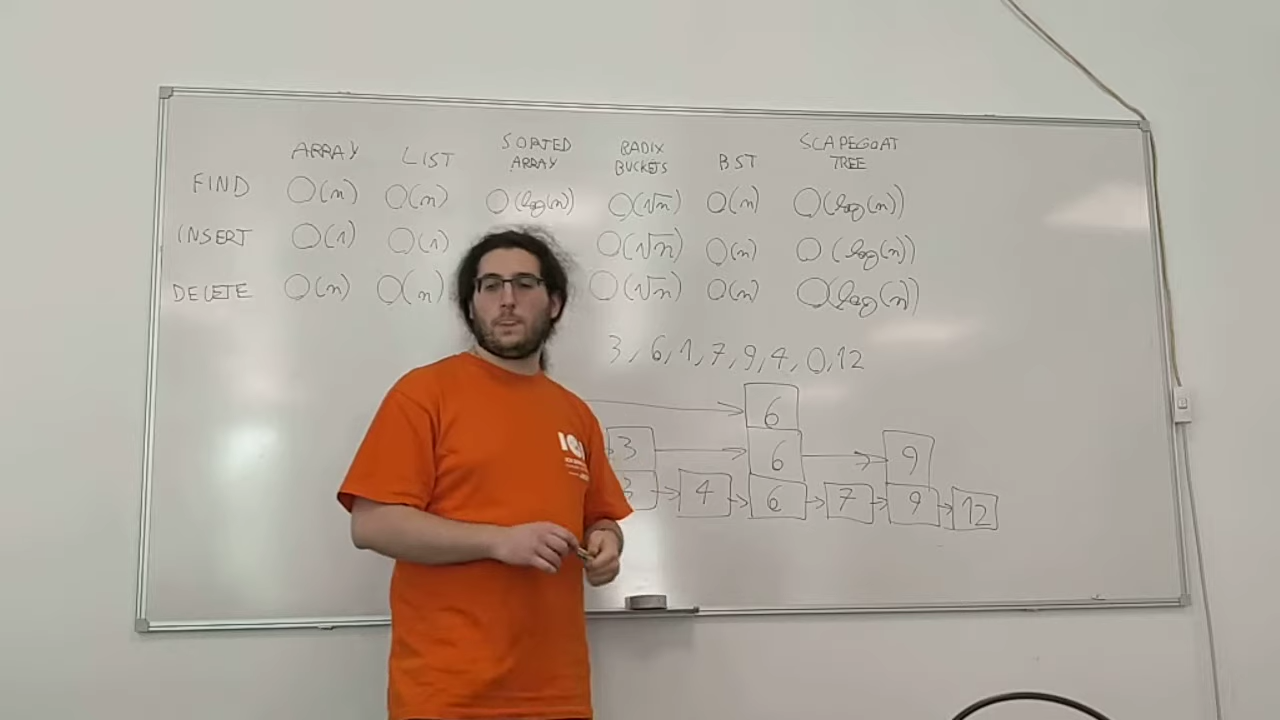 ARRAY LIST SORTED ARRAY RADIX BUCKETS BST SCAPEGOAT TREE
FIND O(n) O(n) O(log(n)) O(√n) O(n) O(log(n))
INSERT O(1) O(1) O(√n) O(n) O(log(n))
DELETE O(n) O(n) O(√n) O(n) O(log(n))
3, 6, 1, 7, 9, 4, 0, 12
6
3 6 9
3 4 6 7 9 12